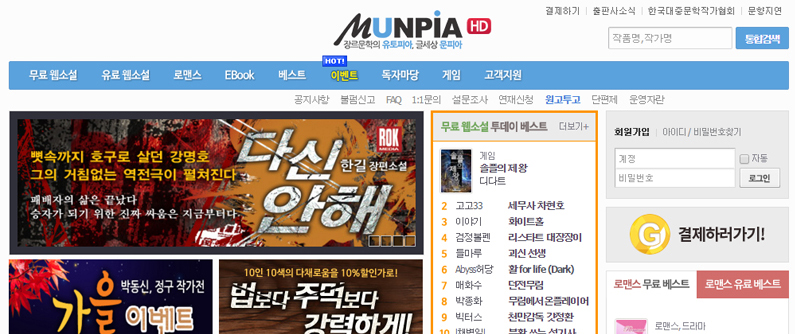 결제하기 | 출판사소식 | 한국대중문학작가협회 | 문향지연
MUNPIA HD
장르문학의 유토피아, 글세상 문피아
작품명,작가명 통합검색
HOT!
무료 웹소설 유료 웹소설 로맨스 EBook 베스트 이벤트 독자마당 게임 고객지원
공지사항 불펌신고 FAQ 1:1문의 설문조사 연재신청 원고투고 단편제 운영자란
뼛속까지 호구로 살던 강명호
그의 거침없는 역전극이 펼쳐진다
패배자의 삶은 끝났다
승자가 되기 위한 진짜 싸움은 지금부터다
다신 안해
한길 장편소설
ROK MEDIA
무료 웹소설 투데이 베스트 더보기+
게임
솔플의 제왕
디다트
2 고고33 세무사 차현호
3 이야기 화이트홀
4 검정볼펜 리스타트 대장장이
5 들마루 괴신 선생
6 Abyss허당 활 for life (Dark)
7 매화수 던전무림
8 박종화 무림에서 온 플레이어
9 빅터스 천만감독 갓정환
회원가입 | 아이디 / 비밀번호찾기
계정 자동
비밀번호 로그인
G 결제하러가기!
로맨스 무료 베스트 로맨스 유료 베스트
로맨스, 드라마
박동신, 정구 작가전
가을 이벤트
10인 10색의 다채로움을 10%할인가로!
법보다 주먹보다
강력하게!